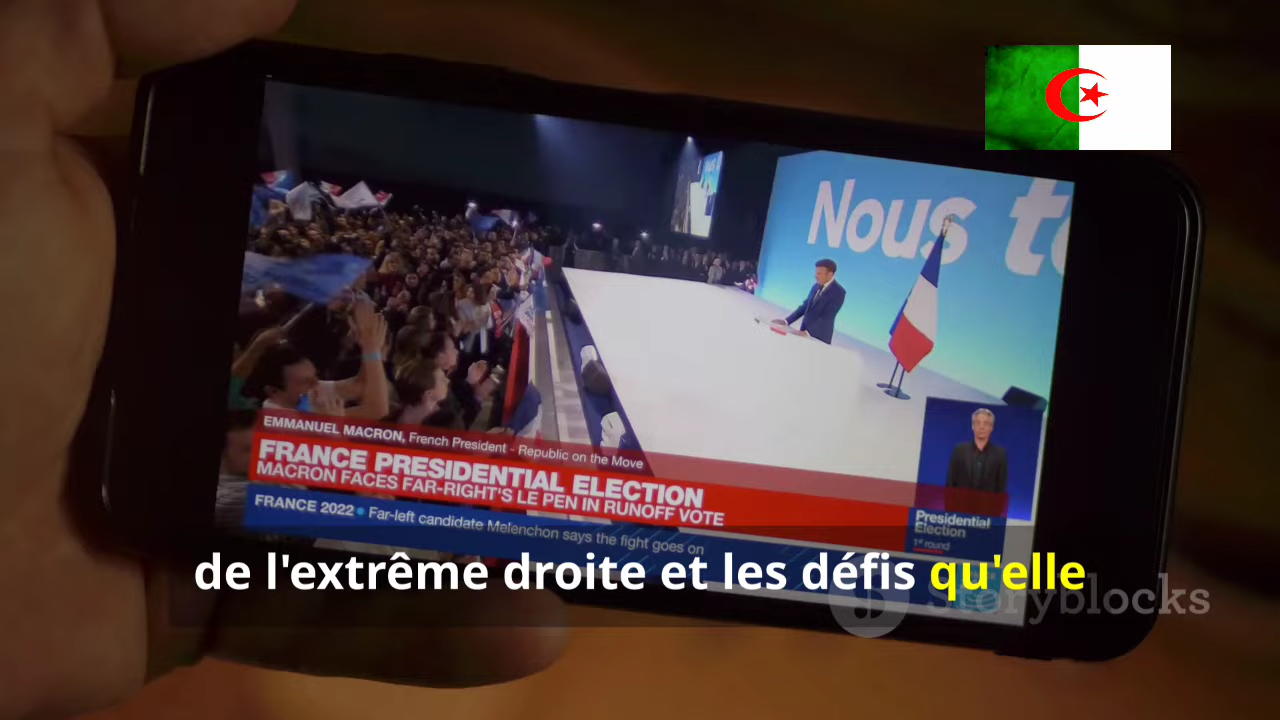 Nous to
EMMANUEL MACRON, French President - Republic on the Move
FRANCE PRESIDENTIAL ELECTION
MACRON FACES FAR-RIGHT'S LE PEN IN RUNOFF VOTE
FRANCE 2022 • Far-left candidate Melenchon says the fight goes on
Presidential
Election
1st round
de l'extrême droite et les défis qu'elle
Storyblocks